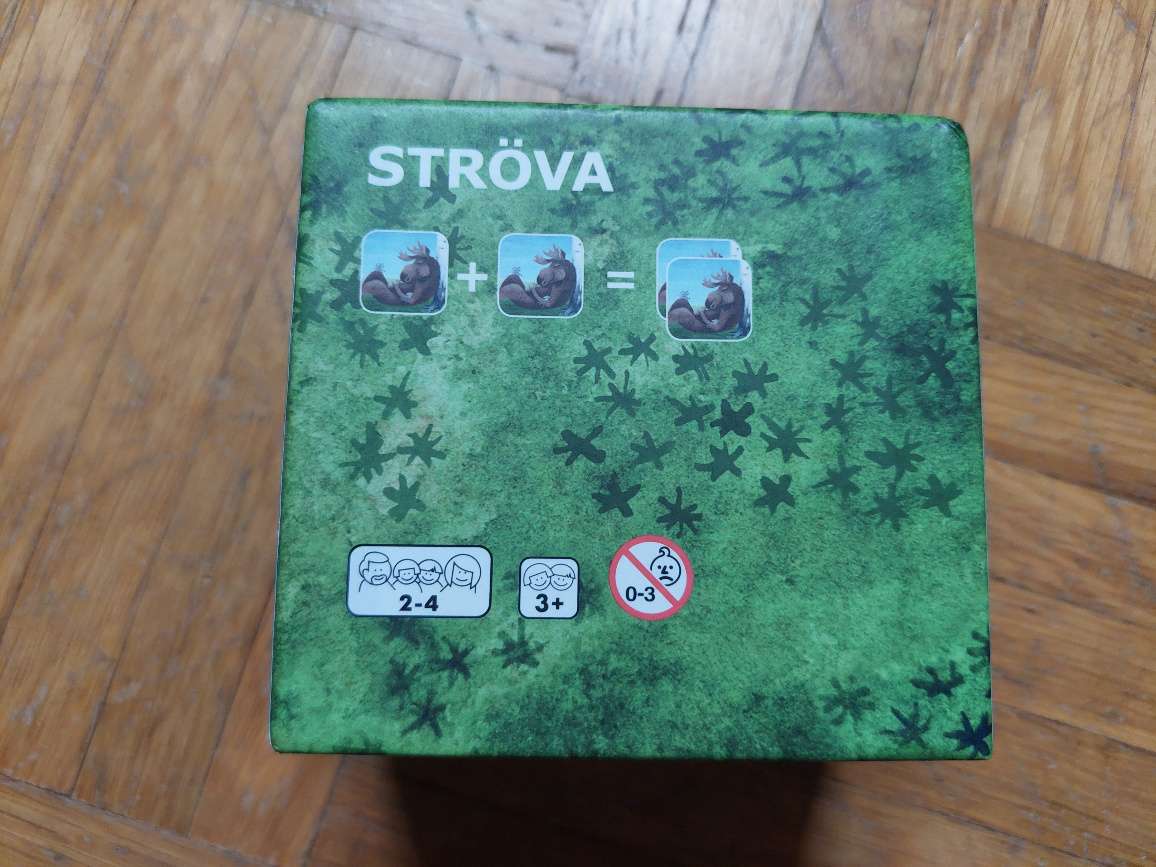 STRÖVA
+ =
2-4
3+
0-3